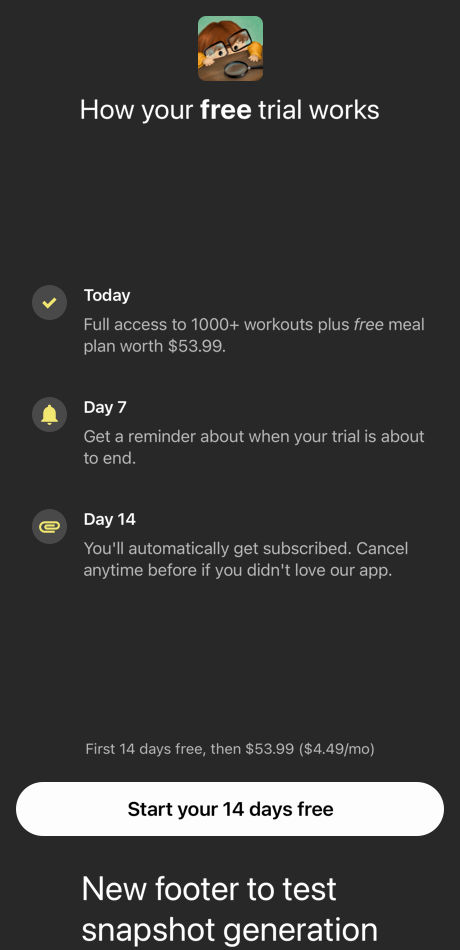 How your free trial works
Today
Full access to 1000+ workouts plus free meal
plan worth $53.99.
Day 7
Get a reminder about when your trial is about
to end.
Day 14
You'll automatically get subscribed. Cancel
anytime before if you didn't love our app.
First 14 days free, then $53.99 ($4.49/mo)
Start your 14 days free
New footer to test
snapshot generation